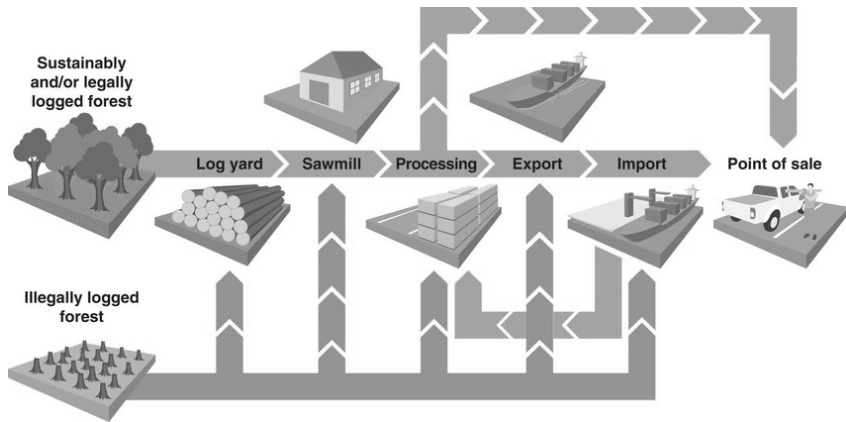 Sustainably
and/or legally
logged forest
Log yard
Sawmill
Processing
Export
Import
Point of sale
Illegally logged
forest